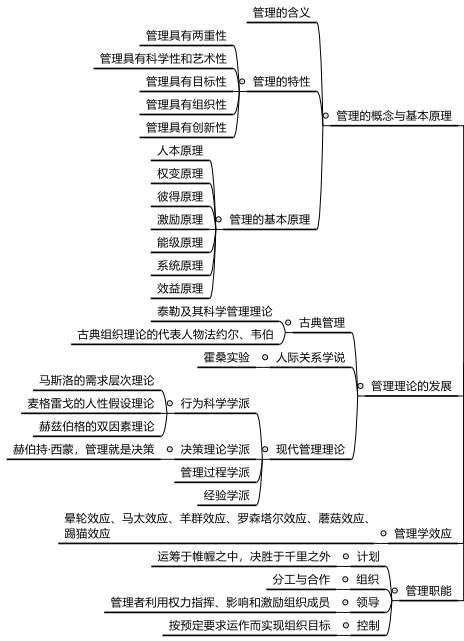 管理的含义
管理具有两重性
管理具有科学性和艺术性
管理具有目标性
管理具有组织性
管理具有创新性
管理的特性
管理的概念与基本原理
人本原理
权变原理
彼得原理
激励原理
能级原理
系统原理
效益原理
管理的基本原理
泰勒及其科学管理理论
古典组织理论的代表人物法约尔、韦伯
古典管理
霍桑实验
人际关系学说
管理理论的发展
马斯洛的需求层次理论
麦格雷戈的人性假设理论
赫兹伯格的双因素理论
行为科学学派
赫伯持·西蒙，管理就是决策
决策理论学派
现代管理理论
管理过程学派
经验学派
晕轮效应、马太效应、羊群效应、罗森塔尔效应、蘑菇效应、
踢猫效应
管理学效应
运筹于帷幄之中，决胜于千里之外
计划
分工与合作
组织
管理职能
管理者利用权力指挥、影响和激励组织成员
领导
按预定要求运作而实现组织目标
控制